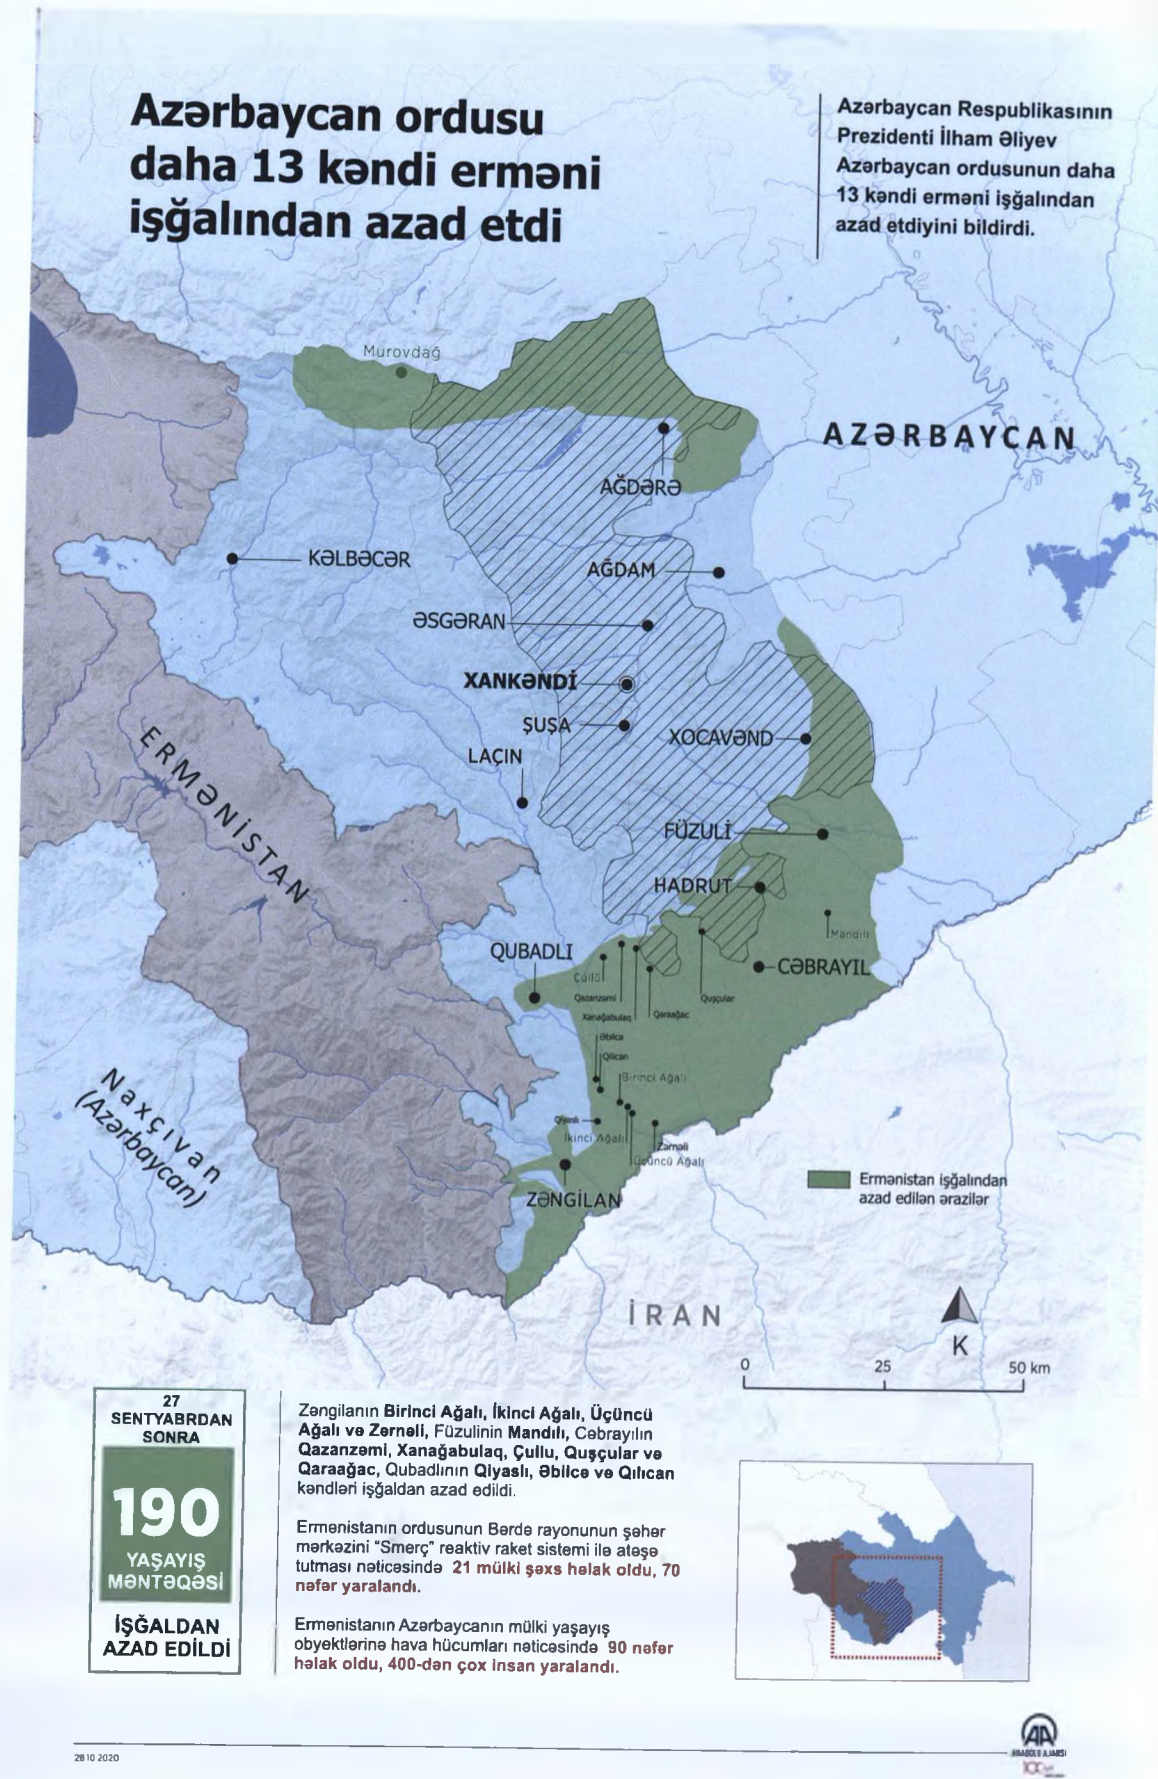 Azərbaycan ordusu
daha 13 kəndi erməni
işğalından azad etdi
Azərbaycan Respublikasının
Prezidenti İlham Əliyev
Azərbaycan ordusunun daha
13 kəndi erməni işğalından
azad etdiyini bildirdi.
Murovdağ
AZƏRBAYCAN
AĞDƏRƏ
KƏLBƏCƏR
AĞDAM
ƏSGƏRAN
XANKƏNDİ
ŞUŞA
XOCAVƏND
LAÇIN
ERMƏNİSTAN
FÜZULİ
HADRUT
Mandılı
QUBADLI
CƏBRAYIL
Çüllü
Qazanzəmi
Quşçular
Xanağabulaq
Qaraağac
Əbilcə
Qilican
Birinci Ağalı
Naxçıvan
(Azərbaycan)
Qiyaslı
İkinci Ağalı
Zərnəli
Üçüncü Ağalı
ZƏNGİLAN
Ermənistan işğalından
azad edilən ərazilər
İRAN
K
0 25 50 km
27
SENTYABRDAN
SONRA
190
YAŞAYIŞ
MƏNTƏQƏSİ
İŞĞALDAN
AZAD EDİLDİ
Zəngilanın Birinci Ağalı, İkinci Ağalı, Üçüncü
Ağalı və Zərnəli, Füzulinin Mandılı, Cəbrayılın
Qazanzəmi, Xanağabulaq, Çullu, Quşçular və
Qaraağac, Qubadlının Qiyaslı, Əbilcə və Qılıcan
kəndləri işğaldan azad edildi.
Ermənistanın ordusunun Bərdə rayonunun şəhər
mərkəzini "Smerç" reaktiv raket sistemi ilə atəşə
tutması nəticəsində 21 mülki şəxs həlak oldu, 70
nəfər yaralandı.
Ermənistanın Azərbaycanın mülki yaşayış
obyektlərinə hava hücumları nəticəsində 90 nəfər
həlak oldu, 400-dən çox insan yaralandı.
28 10 2020
AA
ANADOLU AJANSI